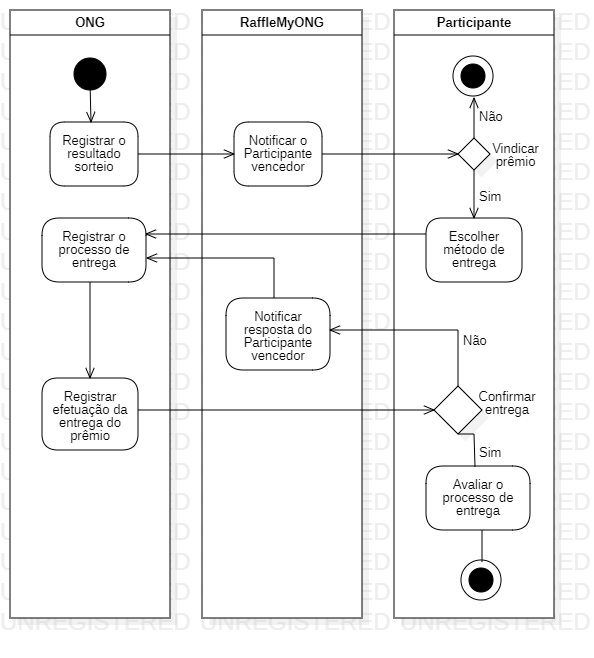 ONG
RaffleMyONG
Participante
Registrar o
resultado
sorteio
Notificar o
Participante
vencedor
Não
Vindicar
prêmio
Sim
Registrar o
processo de
entrega
Escolher
método de
entrega
Notificar
resposta do
Participante
vencedor
Não
Registrar
efetuação da
entrega do
prêmio
Confirmar
entrega
Sim
Avaliar o
processo de
entrega
UNREGISTERED UNREGISTERED